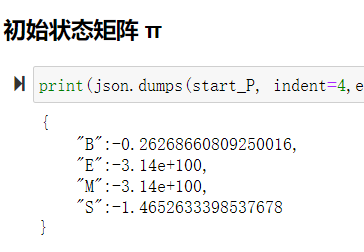 初始状态矩阵 π
print(json.dumps(start_P, indent=4,e
{
"B":-0.26268660809250016,
"E":-3.14e+100,
"M":-3.14e+100,
"S":-1.4652633398537678
}